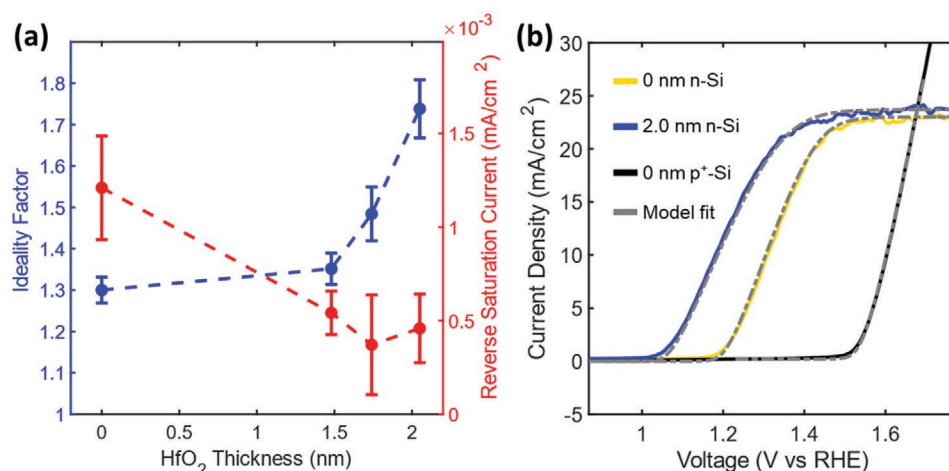 (a)
Ideality Factor
1.8
1.7
1.6
1.5
1.4
1.3
1.2
1.1
1
0
0.5
1
1.5
2
HfO₂ Thickness (nm)
×10⁻³
1.5
1
0.5
0
Reverse Saturation Current (mA/cm²)
(b)
Current Density (mA/cm²)
30
25
20
15
10
5
0
-5
0 nm n-Si
2.0 nm n-Si
0 nm p⁺-Si
Model fit
1
1.2
1.4
1.6
Voltage (V vs RHE)